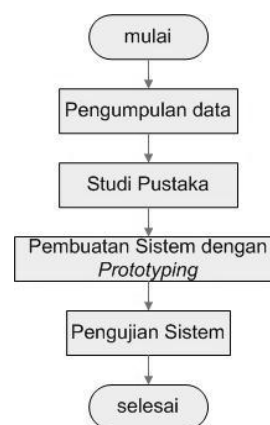 mulai
Pengumpulan data
Studi Pustaka
Pembuatan Sistem dengan
Prototyping
Pengujian Sistem
selesai